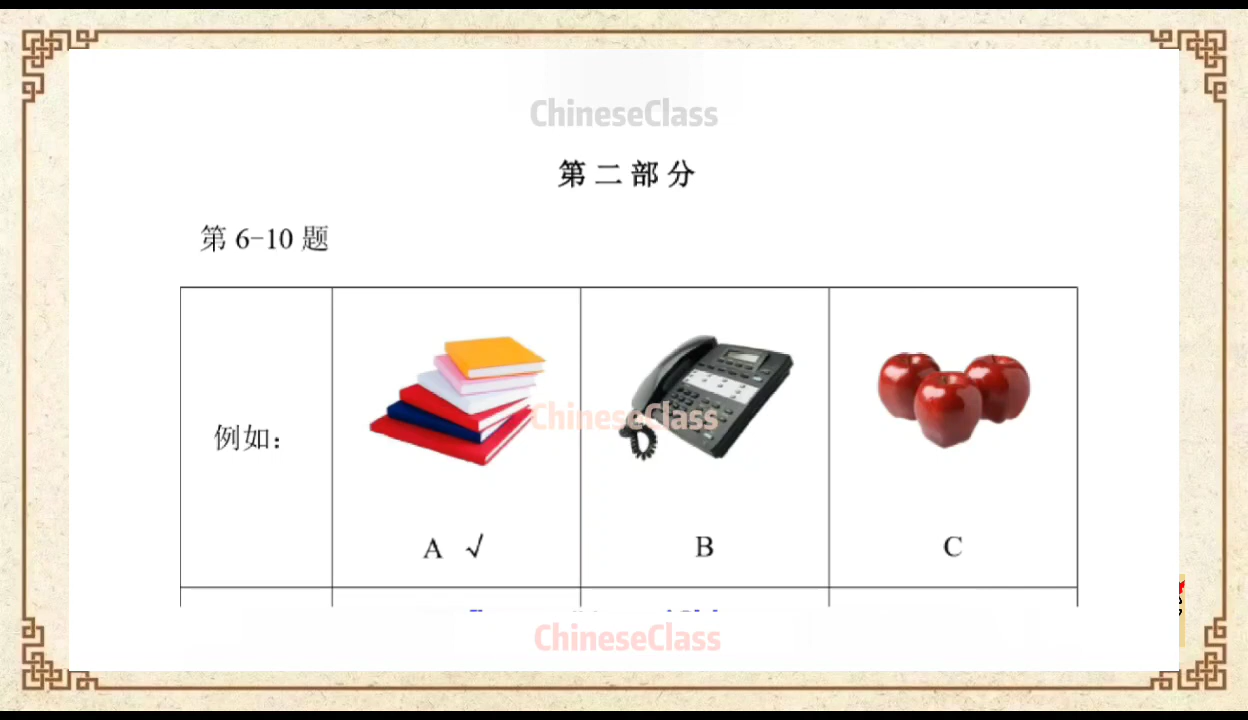 ChineseClass
第二部分
第 6-10 题
例如：
ChineseClass
A √
B
C
ChineseClass